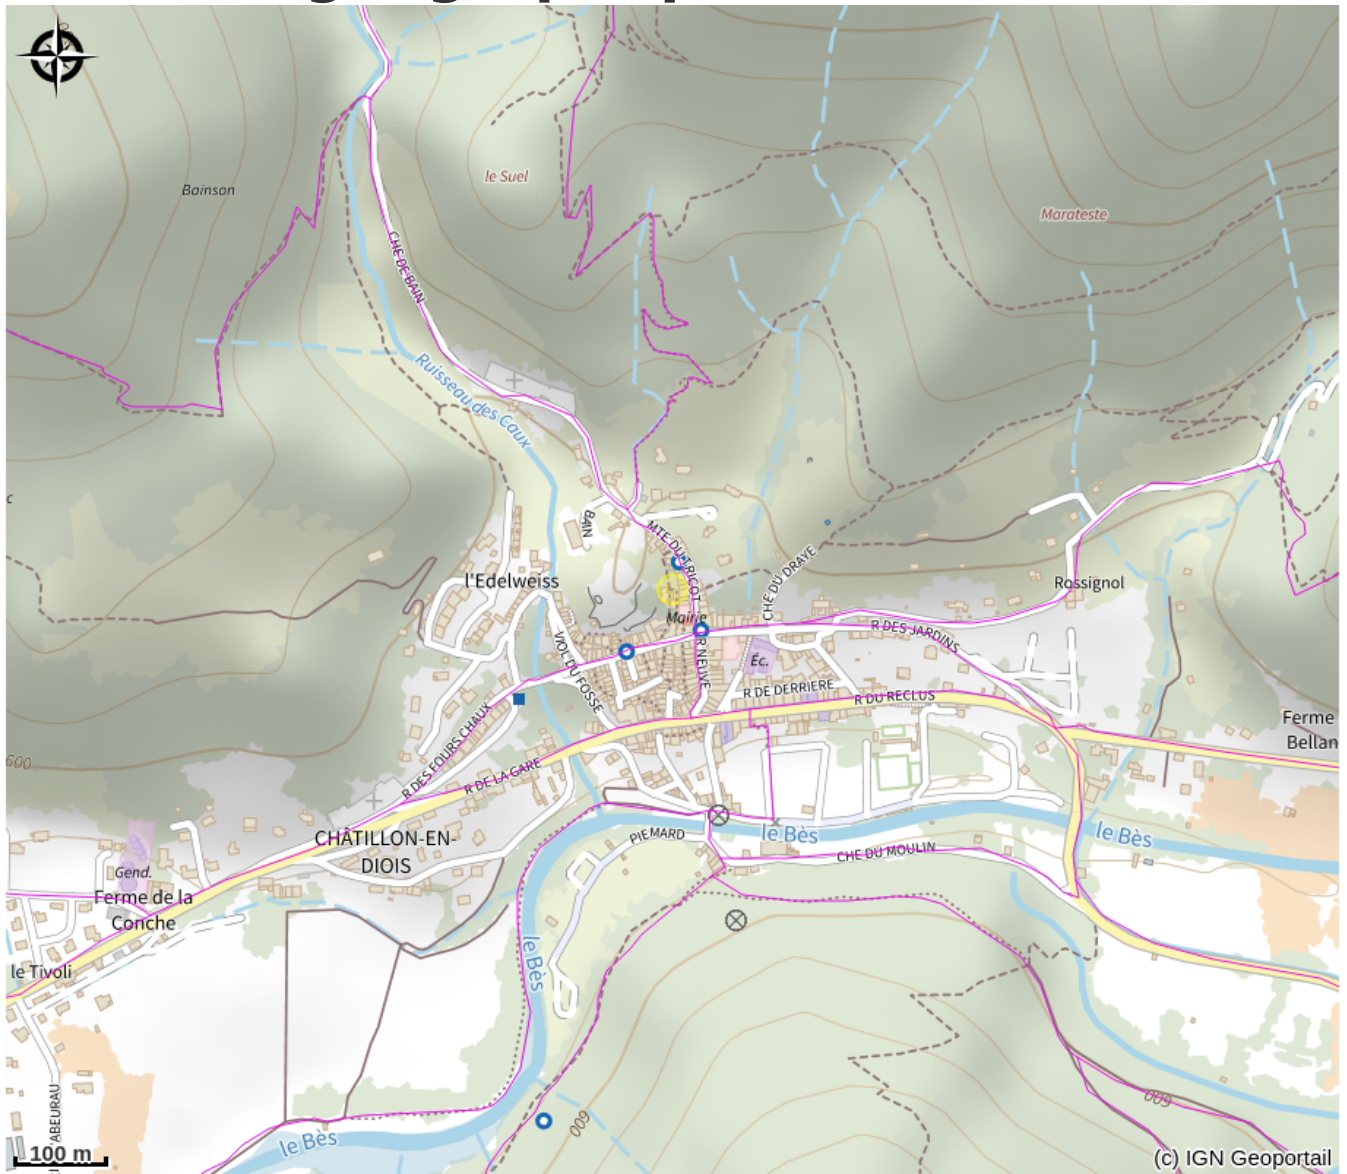 Bainson
le Suel
Marateste
CHE DE BAIN
Ruisseau des Caux
BAIN
MTE DU TRICOT
l'Edelweiss
CHE DU DRAYE
Rossignol
Mairie
R DES JARDINS
VIOL DU FOSSE
R NEUVE
Éc.
R DE DERRIERE
R DU RECLUS
Ferme
Bellan
600
R DES FOURS CHAUX
R DE LA GARE
CHÂTILLON-EN-
DIOIS
PIEMARD
le Bès
le Bès
CHE DU MOULIN
Gend.
Ferme de la
Conche
le Bès
le Tivoli
600
600
ABEURAU
le Bès
100 m
(c) IGN Geoportail